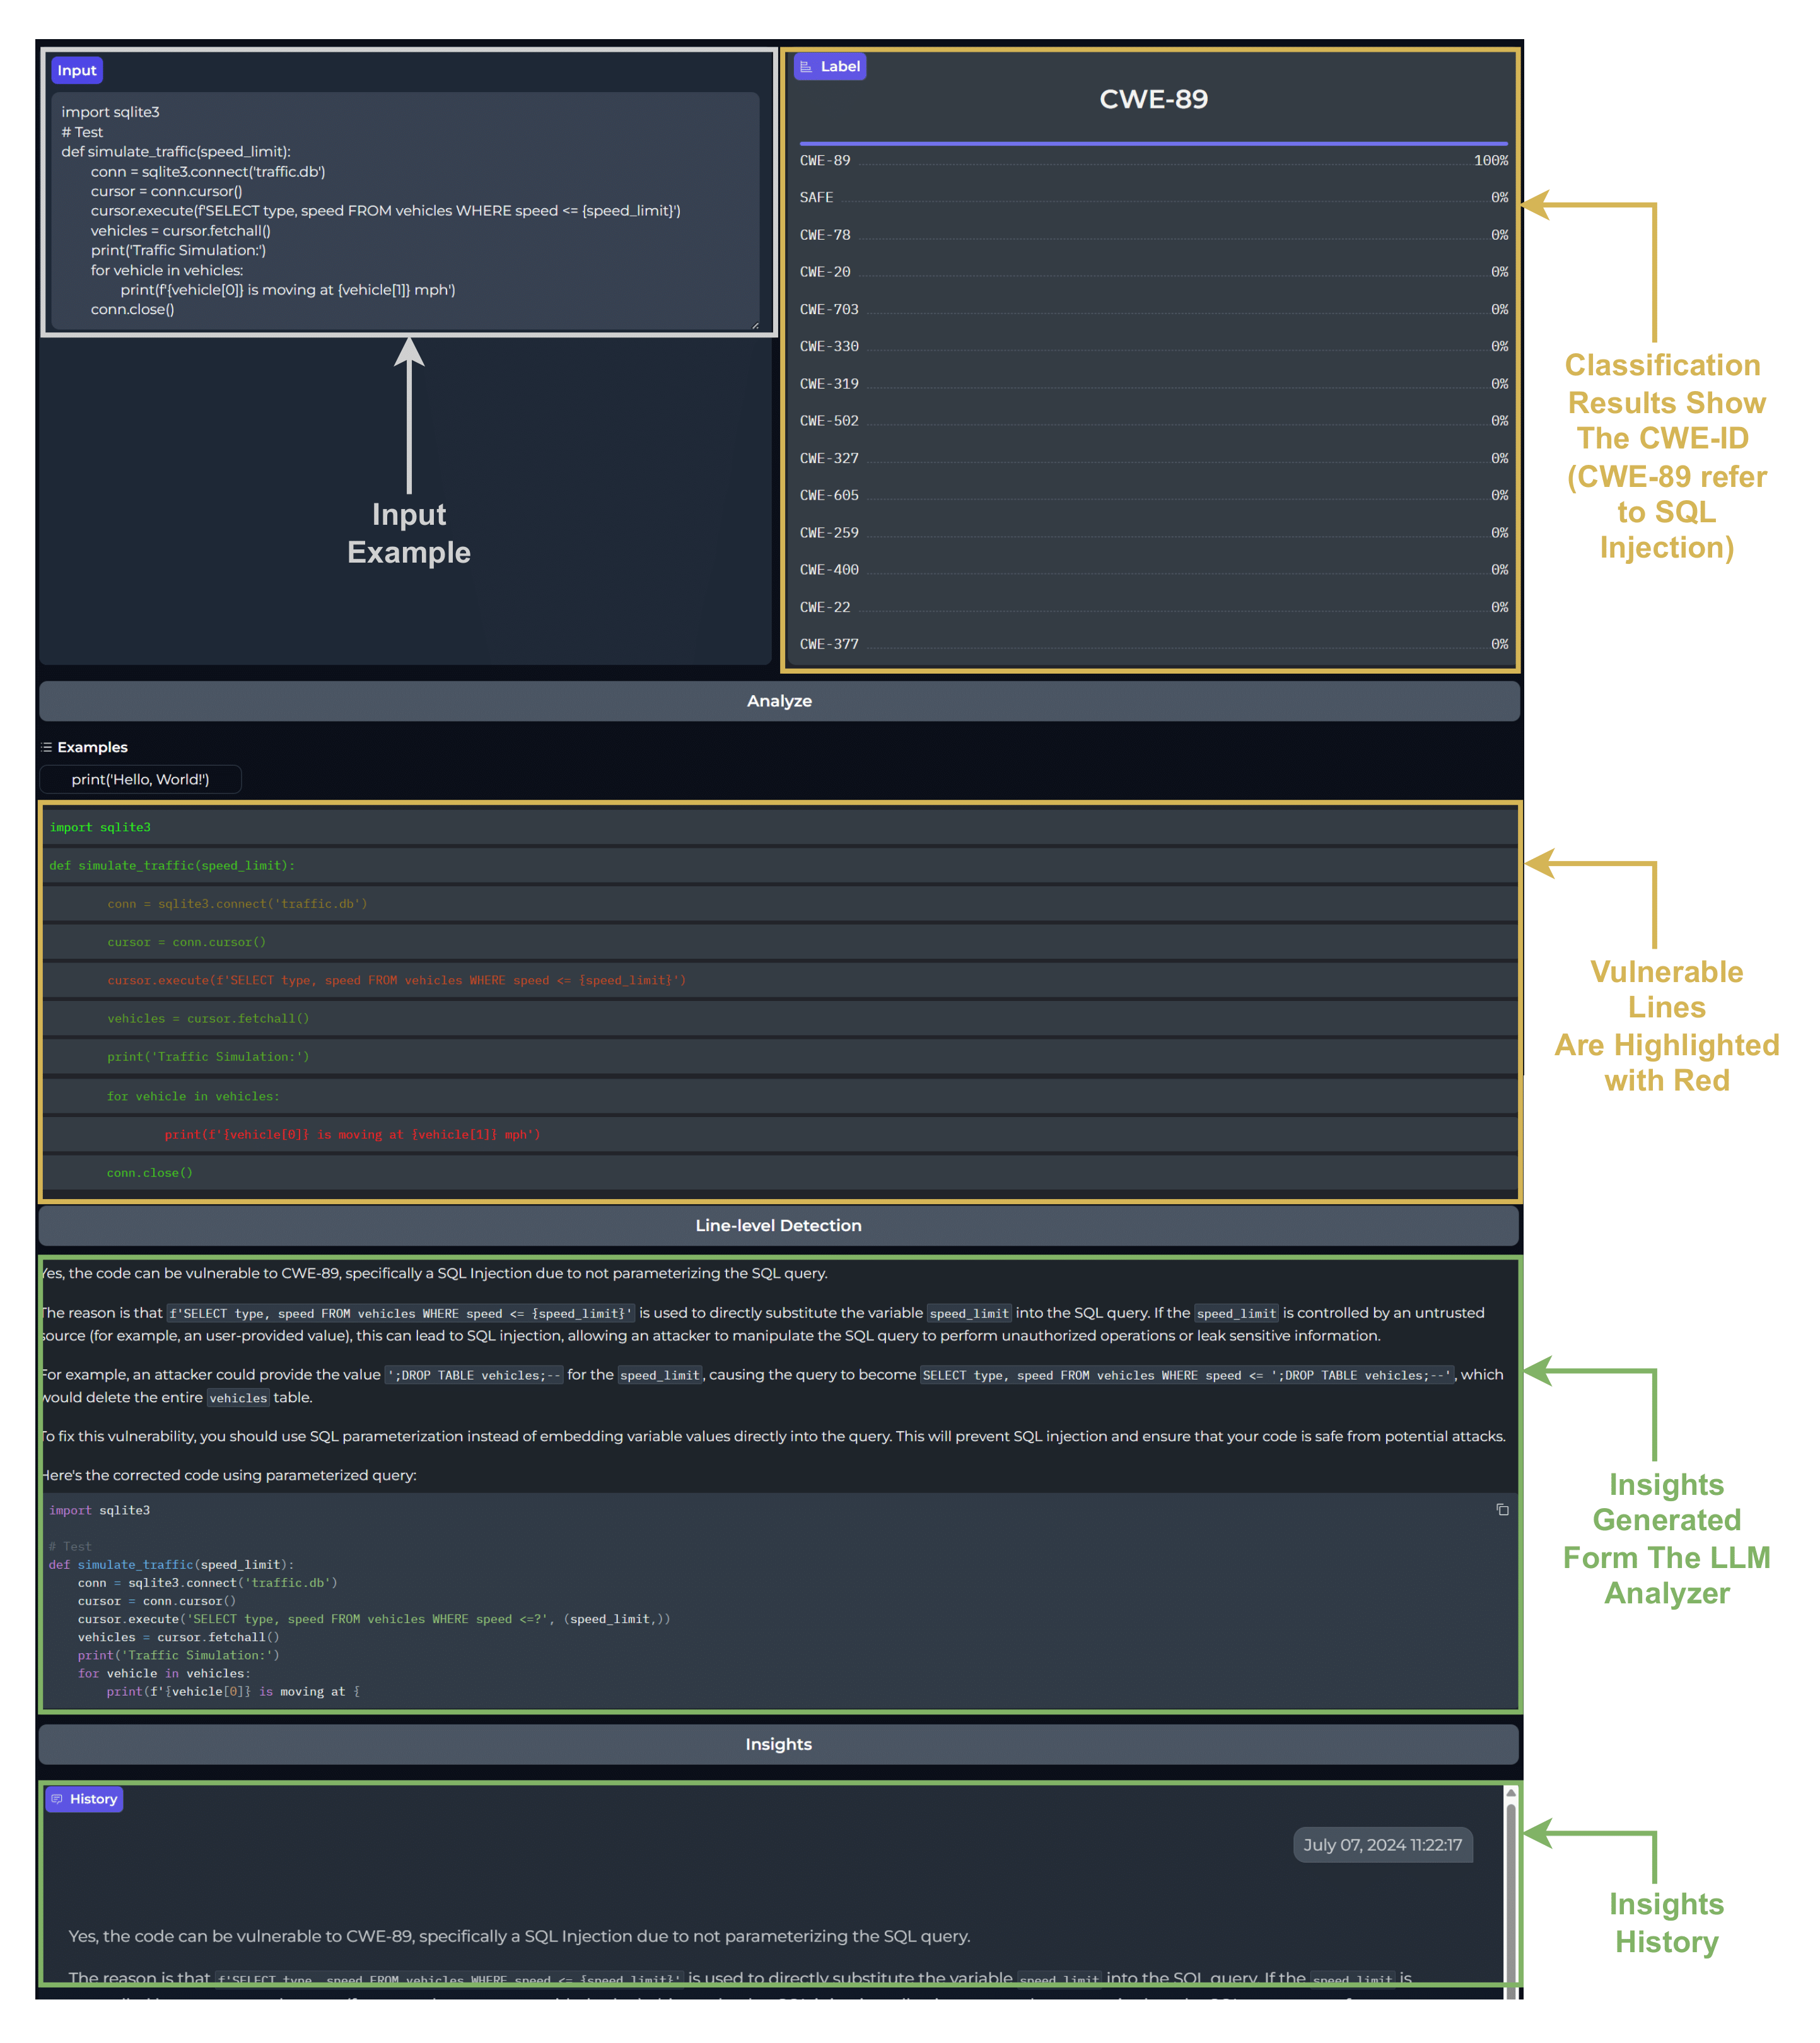 Input
import sqlite3
# Test
def simulate_traffic(speed_limit):
conn = sqlite3.connect('traffic.db')
cursor = conn.cursor()
cursor.execute(f'SELECT type, speed FROM vehicles WHERE speed <= {speed_limit}')
vehicles = cursor.fetchall()
print('Traffic Simulation:')
for vehicle in vehicles:
print(f'{vehicle[0]} is moving at {vehicle[1]} mph')
conn.close()
Input
Example
Label
CWE-89
CWE-89 100%
SAFE 0%
CWE-78 0%
CWE-20 0%
CWE-703 0%
CWE-330 0%
CWE-319 0%
CWE-502 0%
CWE-327 0%
CWE-605 0%
CWE-259 0%
CWE-400 0%
CWE-22 0%
CWE-377 0%
Classification
Results Show
The CWE-ID
(CWE-89 refer
to SQL
Injection)
Analyze
Examples
print('Hello, World!')
import sqlite3
def simulate_traffic(speed_limit):
conn = sqlite3.connect('traffic.db')
cursor = conn.cursor()
cursor.execute(f'SELECT type, speed FROM vehicles WHERE speed <= {speed_limit}')
vehicles = cursor.fetchall()
print('Traffic Simulation:')
for vehicle in vehicles:
print(f'{vehicle[0]} is moving at {vehicle[1]} mph')
conn.close()
Vulnerable
Lines
Are Highlighted
with Red
Line-level Detection
Yes, the code can be vulnerable to CWE-89, specifically a SQL Injection due to not parameterizing the SQL query.
The reason is that f'SELECT type, speed FROM vehicles WHERE speed <= {speed_limit}' is used to directly substitute the variable speed_limit into the SQL query. If the speed_limit is controlled by an untrusted
source (for example, an user-provided value), this can lead to SQL injection, allowing an attacker to manipulate the SQL query to perform unauthorized operations or leak sensitive information.
For example, an attacker could provide the value ';DROP TABLE vehicles;-- for the speed_limit, causing the query to become SELECT type, speed FROM vehicles WHERE speed <= ';DROP TABLE vehicles;--', which
would delete the entire vehicles table.
To fix this vulnerability, you should use SQL parameterization instead of embedding variable values directly into the query. This will prevent SQL injection and ensure that your code is safe from potential attacks.
Here's the corrected code using parameterized query:
import sqlite3
# Test
def simulate_traffic(speed_limit):
conn = sqlite3.connect('traffic.db')
cursor = conn.cursor()
cursor.execute('SELECT type, speed FROM vehicles WHERE speed <=?', (speed_limit,))
vehicles = cursor.fetchall()
print('Traffic Simulation:')
for vehicle in vehicles:
print(f'{vehicle[0]} is moving at {
Insights
Generated
Form The LLM
Analyzer
Insights
History
July 07, 2024 11:22:17
Yes, the code can be vulnerable to CWE-89, specifically a SQL Injection due to not parameterizing the SQL query.
The reason is that f'SELECT type, speed FROM vehicles WHERE speed <= {speed_limit}' is used to directly substitute the variable speed_limit into the SQL query. If the speed_limit is
Insights
History